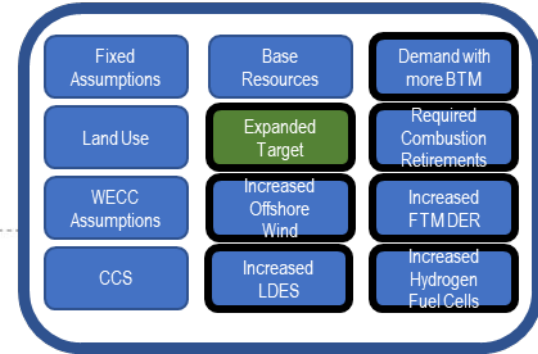 Fixed
Assumptions
Base
Resources
Demand with
more BTM
Land Use
Expanded
Target
Required
Combustion
Retirements
WECC
Assumptions
Increased
Offshore
Wind
Increased
FTM DER
CCS
Increased
LDES
Increased
Hydrogen
Fuel Cells